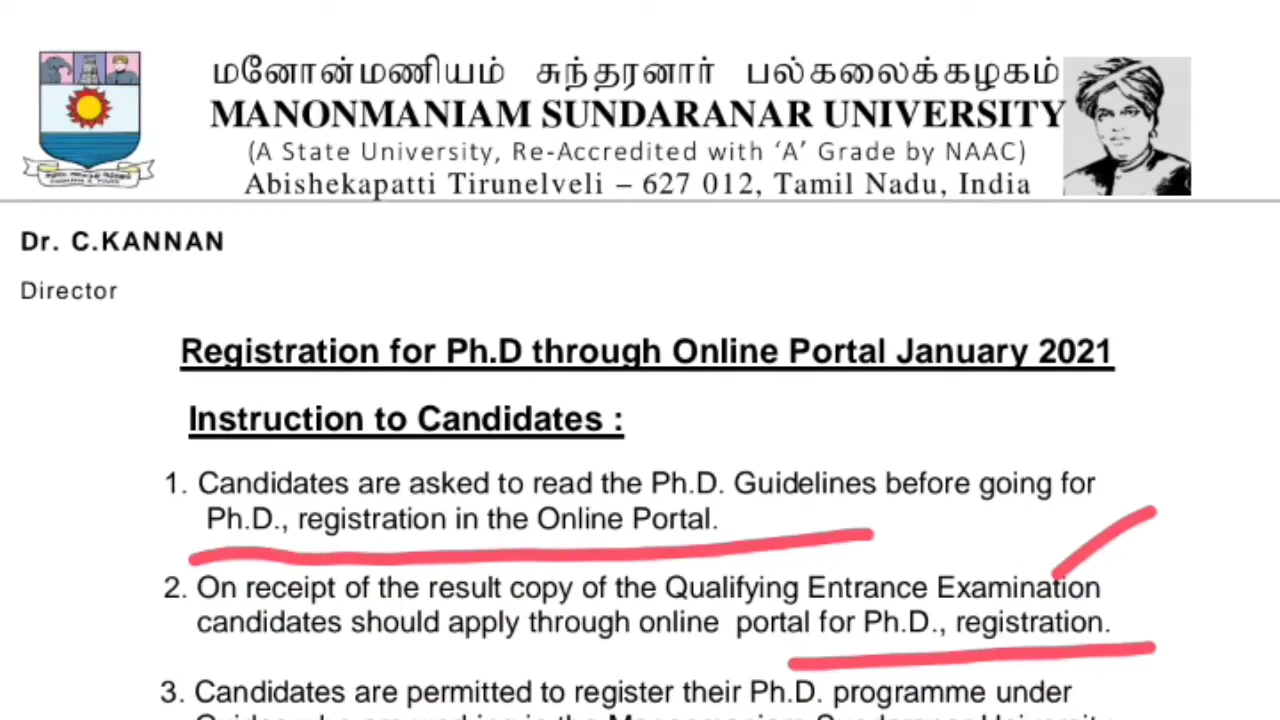 மனோன்மணியம் சுந்தரனார் பல்கலைக்கழகம்
MANONMANIAM SUNDARANAR UNIVERSITY
(A State University, Re-Accredited with ‘A’ Grade by NAAC)
Abishekapatti Tirunelveli – 627 012, Tamil Nadu, India
Dr. C.KANNAN
Director
Registration for Ph.D through Online Portal January 2021
Instruction to Candidates :
1. Candidates are asked to read the Ph.D. Guidelines before going for
Ph.D., registration in the Online Portal.
2. On receipt of the result copy of the Qualifying Entrance Examination
candidates should apply through online portal for Ph.D., registration.
3. Candidates are permitted to register their Ph.D. programme under